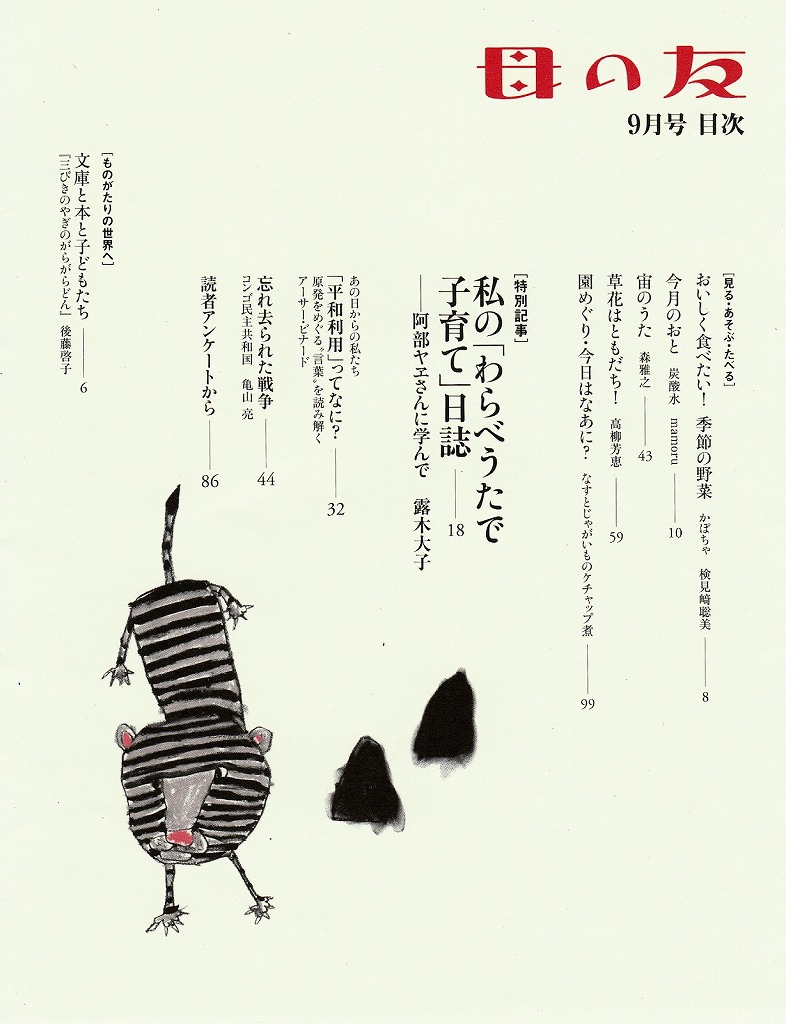 母の友
9月号 目次
[見る・あそぶ・たべる]
おいしく食べたい! 季節の野菜 かぼちゃ 検見﨑聡美 ── 8
今月のおと 炭酸水 mamoru ── 10
宙のうた 森雅之 ── 43
草花はともだち! 高柳芳恵 ── 59
園めぐり・今日はなあに? なすとじゃがいものケチャップ煮 ── 99
[特別記事]
私の「わらべうたで
子育て」日誌 ── 18
──阿部ヤヱさんに学んで 露木大子
あの日からの私たち
「平和利用」ってなに? ── 32
原発をめぐる〝言葉〟を読み解く
アーサー・ビナード
忘れ去られた戦争 ── 44
コンゴ民主共和国 亀山 亮
読者アンケートから ── 86
[ものがたりの世界へ]
文庫と本と子どもたち ── 6
『三びきのやぎのがらがらどん』 後藤啓子